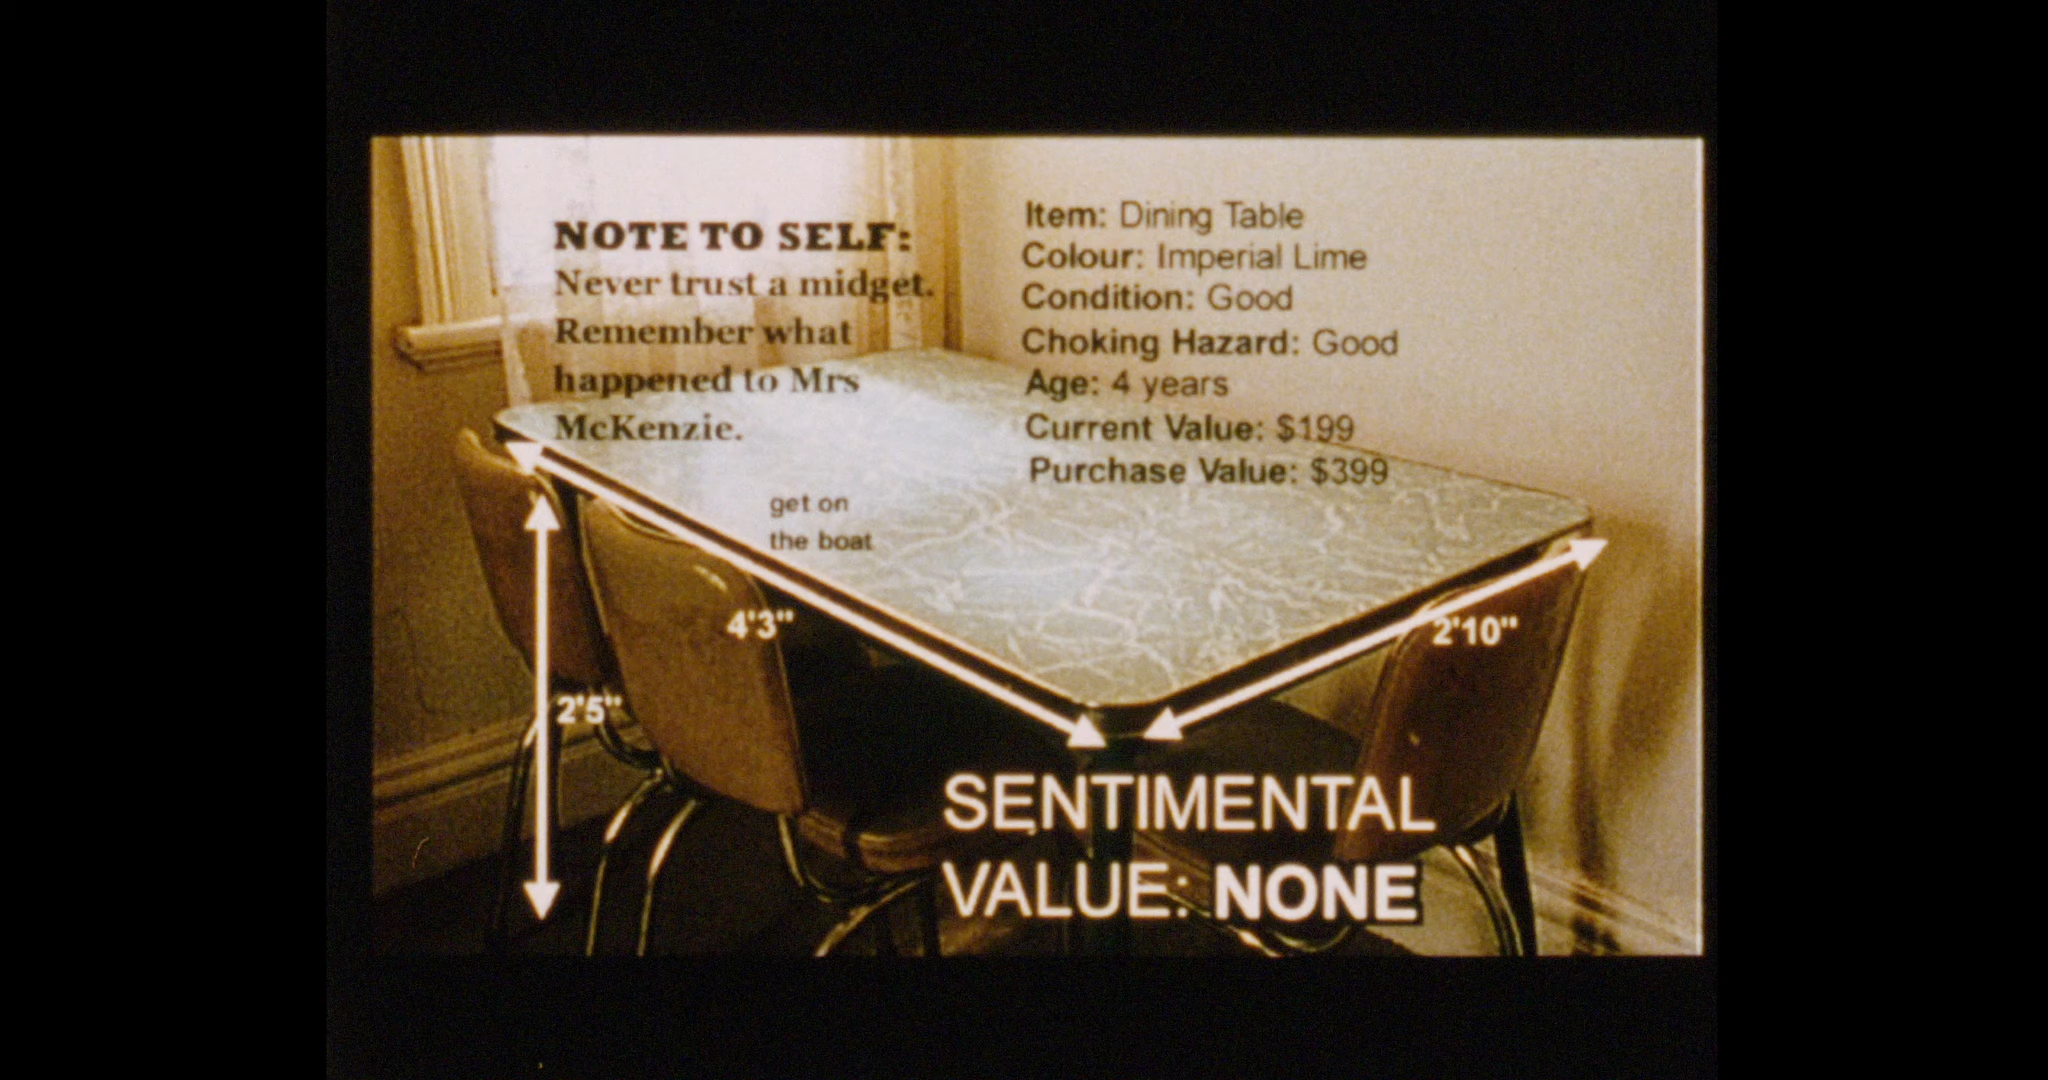 NOTE TO SELF:
Never trust a midget.
Remember what
happened to Mrs
McKenzie.
get on
the boat
Item: Dining Table
Colour: Imperial Lime
Condition: Good
Choking Hazard: Good
Age: 4 years
Current Value: $199
Purchase Value: $399
4'3"
2'10"
2'5"
SENTIMENTAL
VALUE: NONE